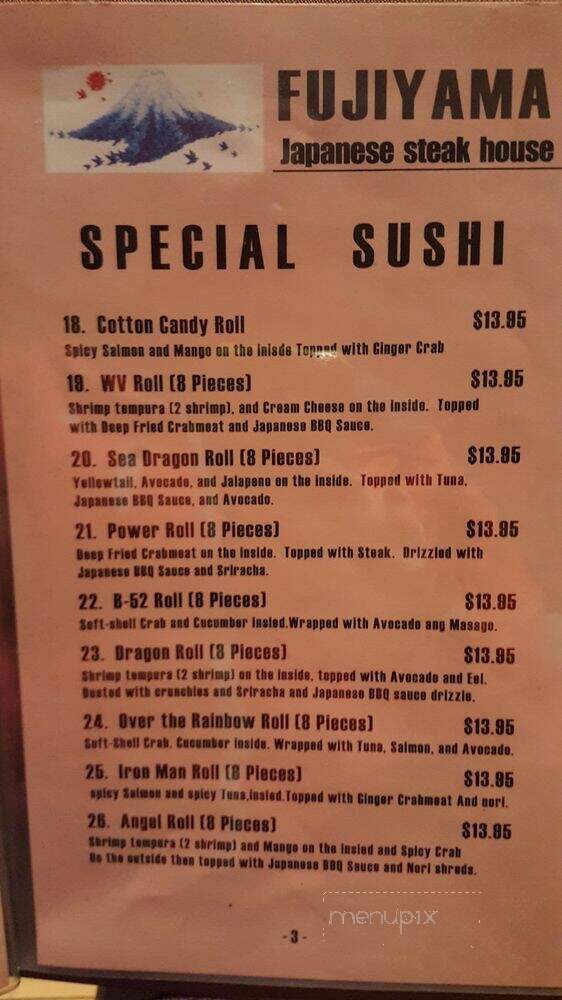 FUJIYAMA
Japanese steak house
SPECIAL SUSHI
18. Cotton Candy Roll $13.95
Spicy Salmon and Mango on the inisde Topped with Ginger Crab
19. WV Roll (8 Pieces) $13.95
Shrimp tempura (2 shrimp), and Cream Cheese on the inside. Topped
with Deep Fried Crabmeat and Japanese BBQ Sauce.
20. Sea Dragon Roll (8 Pieces) $13.95
Yellowtail, Avocado, and Jalapeno on the inside. Topped with Tuna,
Japanese BBQ Sauce, and Avocado.
21. Power Roll (8 Pieces) $13.95
Deep Fried Crabmeat on the inside. Topped with Steak. Drizzled with
Japanese BBQ Sauce and Sriracha.
22. B-52 Roll (8 Pieces) $13.95
Soft-shell Crab and Cucumber insied.Wrapped with Avocado ang Masago.
23. Dragon Roll (8 Pieces) $13.95
Shrimp tempura (2 shrimp) on the inside, topped with Avocado and Eel.
Dusted with crunchies and Sriracha and Japanese BBQ sauce drizzle.
24. Over the Rainbow Roll (8 Pieces) $13.95
Soft-Shell Crab, Cucumber inside. Wrapped with Tuna, Salmon, and Avocado.
25. Iron Man Roll (8 Pieces) $13.95
spicy Salmon and spicy Tuna,insied.Topped with Ginger Crabmeat And nori.
26. Angel Roll (8 Pieces) $13.95
Shrimp tempura (2 shrimp) and Mango on the insied and Spicy Crab
On the outside then topped with Japanese BBQ Sauce and Nori shreds.
menupix
-3-